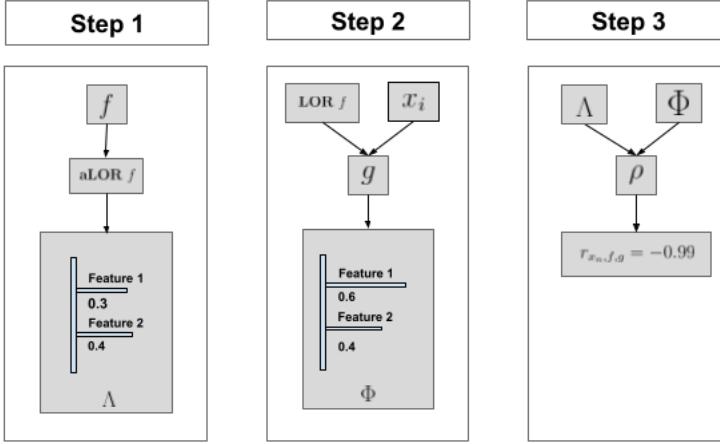 Step 1
f
aLOR f
Feature 1
0.3
Feature 2
0.4
Λ
Step 2
LOR f
x_i
g
Feature 1
0.6
Feature 2
0.4
Φ
Step 3
Λ
Φ
ρ
r_{x_n,f,g} = −0.99